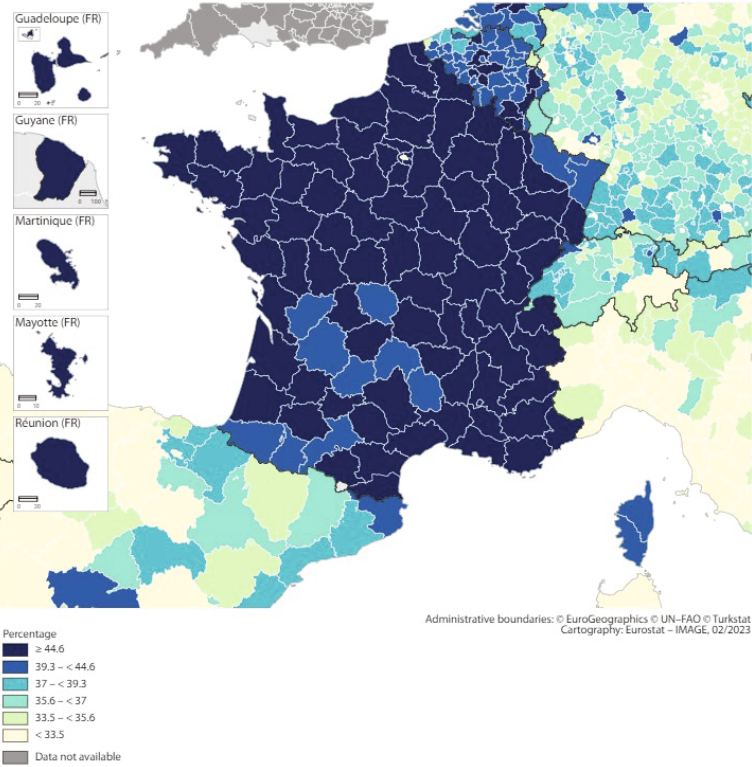 Guadeloupe (FR)
0 20
Guyane (FR)
0 100
Martinique (FR)
0 20
Mayotte (FR)
0 10
Réunion (FR)
0 20
Administrative boundaries: © EuroGeographics © UN–FAO © Turkstat
Cartography: Eurostat – IMAGE, 02/2023
Percentage
≥ 44.6
39.3 – < 44.6
37 – < 39.3
35.6 – < 37
33.5 – < 35.6
< 33.5
Data not available